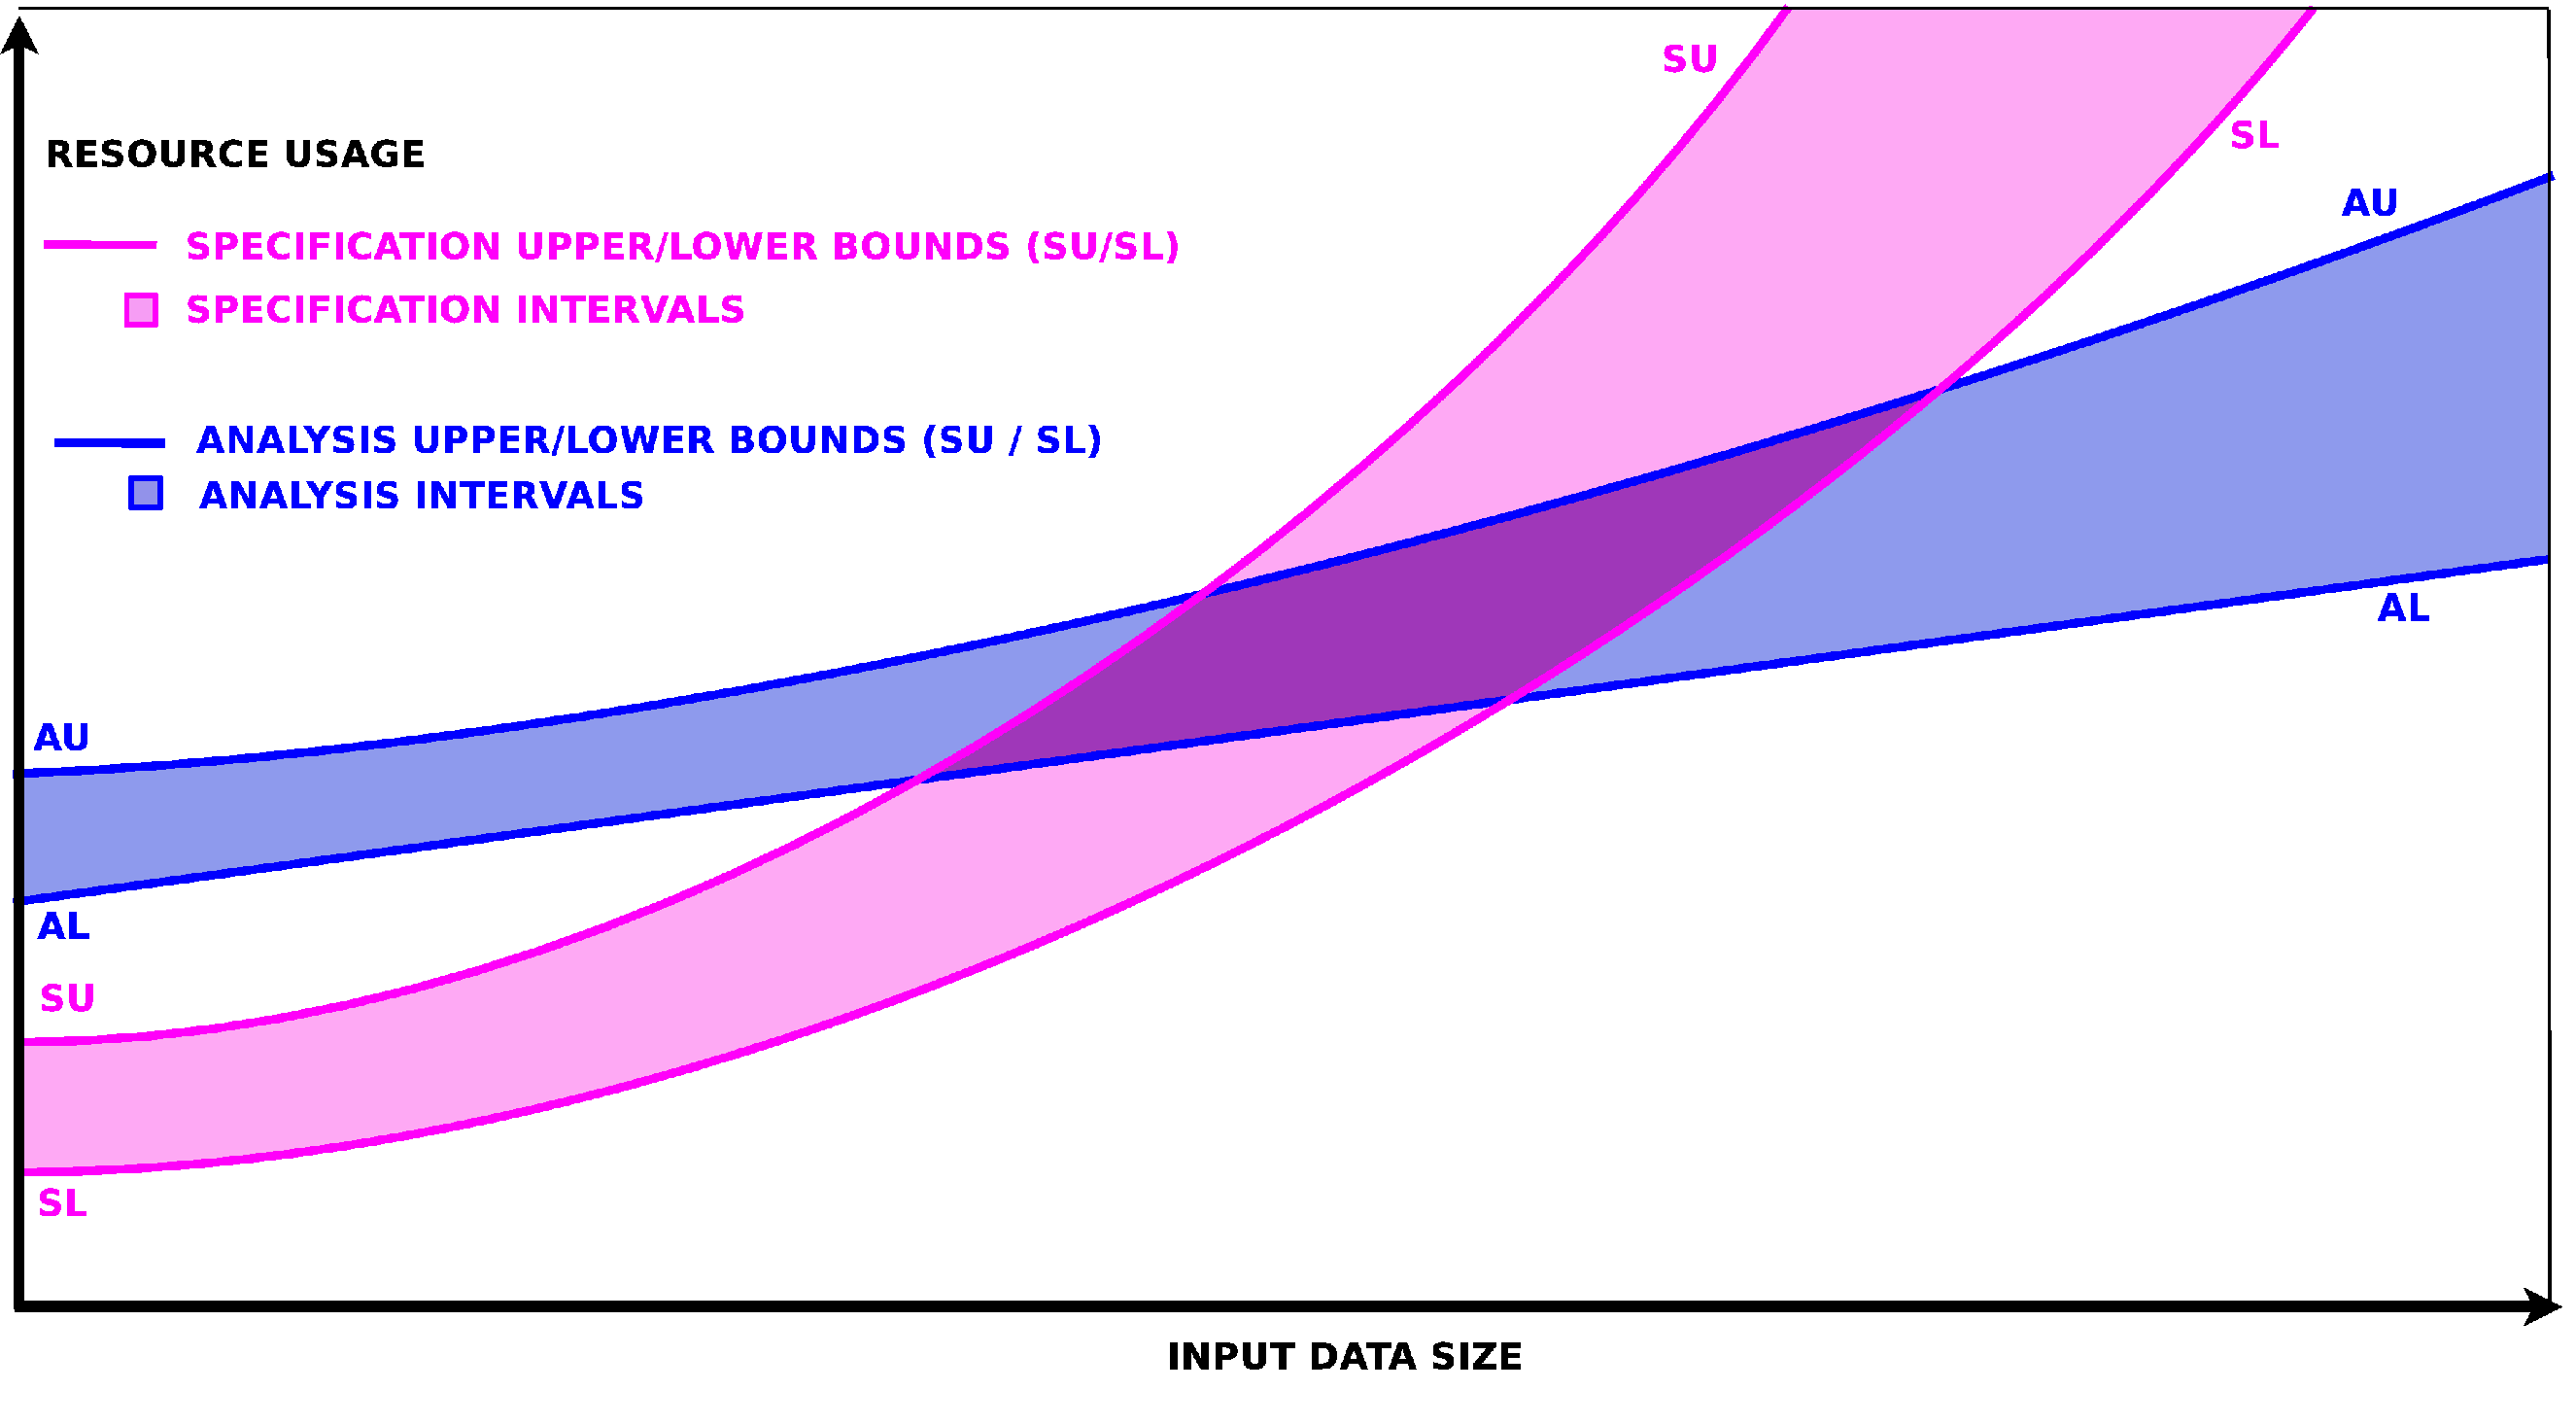 SU
SL
RESOURCE USAGE
AU
SPECIFICATION UPPER/LOWER BOUNDS (SU/SL)
SPECIFICATION INTERVALS
ANALYSIS UPPER/LOWER BOUNDS (SU / SL)
ANALYSIS INTERVALS
AL
AU
AL
SU
SL
INPUT DATA SIZE